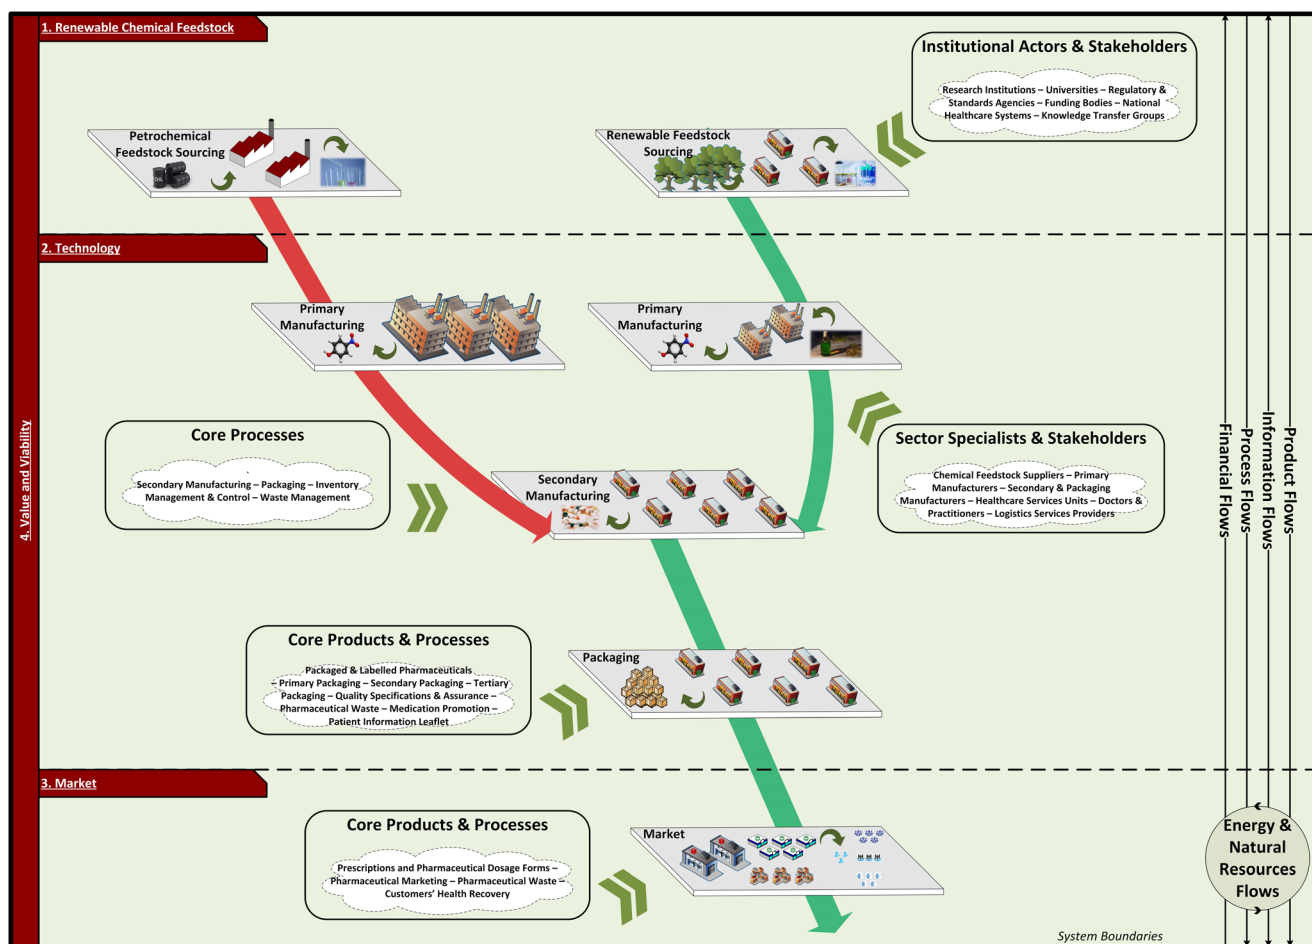 1. Renewable Chemical Feedstock
Institutional Actors & Stakeholders
Research Institutions – Universities – Regulatory &
Standards Agencies – Funding Bodies – National
Healthcare Systems – Knowledge Transfer Groups
Petrochemical
Feedstock Sourcing
OIL
Renewable Feedstock
Sourcing
2. Technology
Primary
Manufacturing
Primary
Manufacturing
Core Processes
Secondary Manufacturing – Packaging – Inventory
Management & Control – Waste Management
Sector Specialists & Stakeholders
Chemical Feedstock Suppliers – Primary
Manufacturers Secondary & Packaging
Manufacturers – Healthcare Services Units – Doctors &
Practitioners – Logistics Services Providers
Secondary
Manufacturing
4. Value and Viability
Financial Flows
Process Flows
Information Flows
Product Flows
Core Products & Processes
Packaged & Labelled Pharmaceuticals
– Primary Packaging – Secondary Packaging – Tertiary
Packaging – Quality Specifications & Assurance –
Pharmaceutical Waste – Medication Promotion –
Patient Information Leaflet
Packaging
3. Market
Core Products & Processes
Prescriptions and Pharmaceutical Dosage Forms –
Pharmaceutical Marketing – Pharmaceutical Waste –
Customers’ Health Recovery
Market
Energy &
Natural
Resources
Flows
System Boundaries